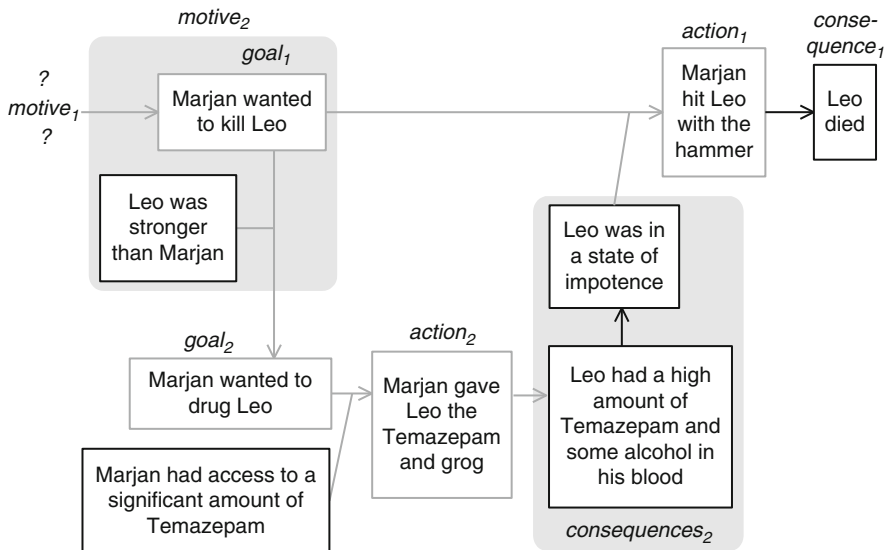 motive2
goal1
?
motive1
?
Marjan wanted
to kill Leo
Leo was
stronger
than Marjan
action1
Marjan
hit Leo
with the
hammer
conse-
quence1
Leo
died
goal2
Marjan wanted to
drug Leo
Marjan had access to a
significant amount of
Temazepam
action2
Marjan gave
Leo the
Temazepam
and grog
Leo was in
a state of
impotence
Leo had a high
amount of
Temazepam and
some alcohol in
his blood
consequences2